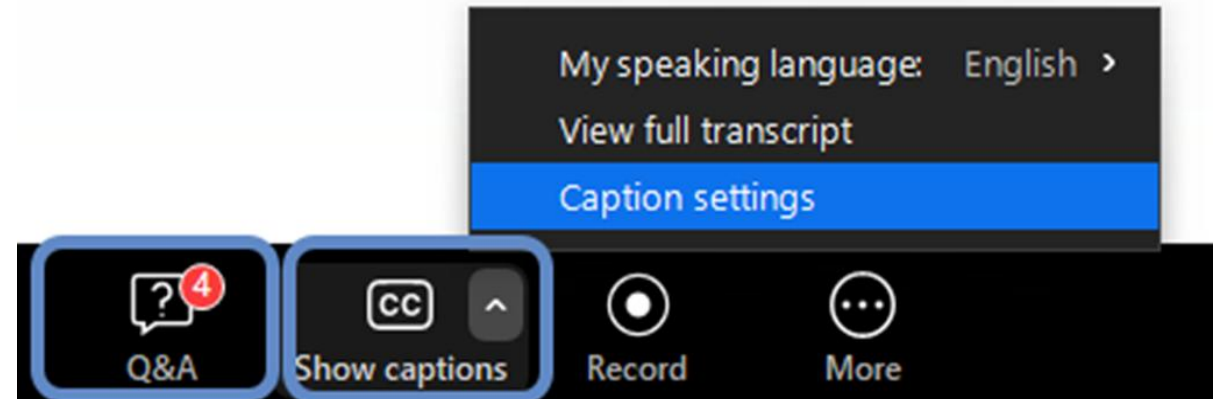 My speaking language: English >
View full transcript
Caption settings
? 4
CC
Q&A
Show captions
Record
More